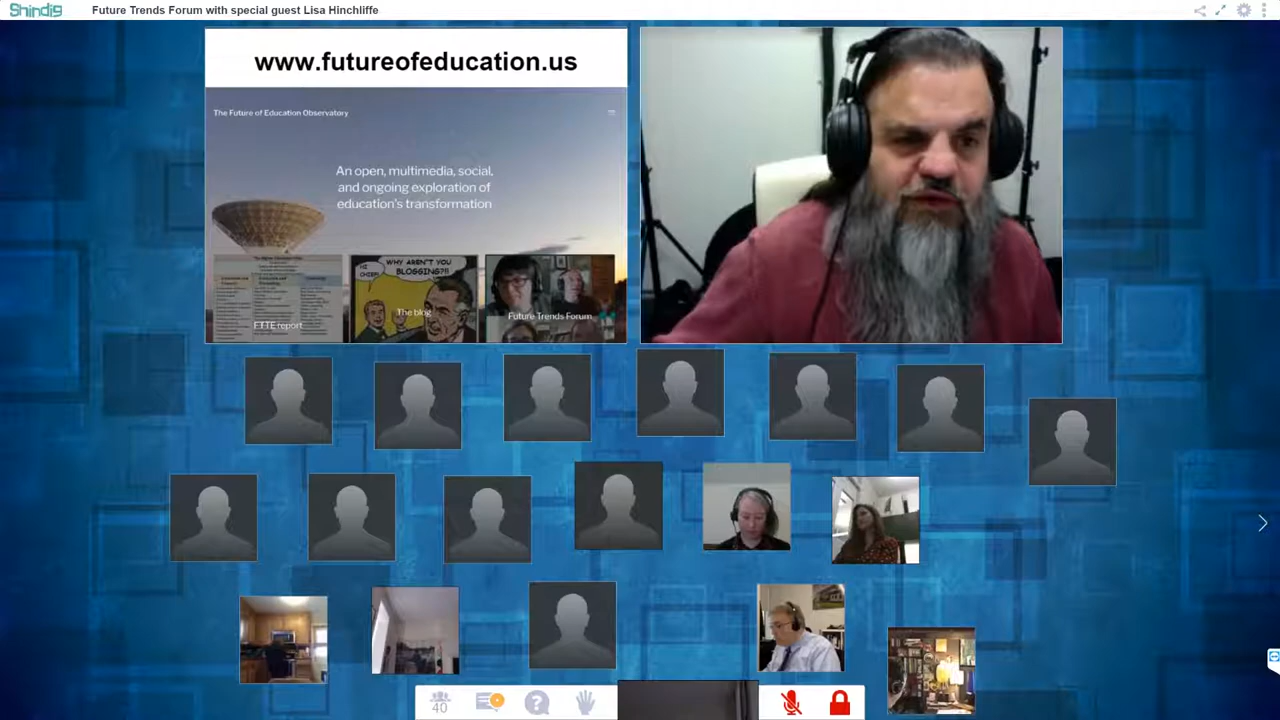 Shindig
Future Trends Forum with special guest Lisa Hinchliffe
www.futureofeducation.us
The Future of Education Observatory
An open, multimedia, social,
and ongoing exploration of
education's transformation
HI
CHIEF!
WHY AREN'T YOU
BLOGGING?!!
FTTE report
The blog
Future Trends Forum
40